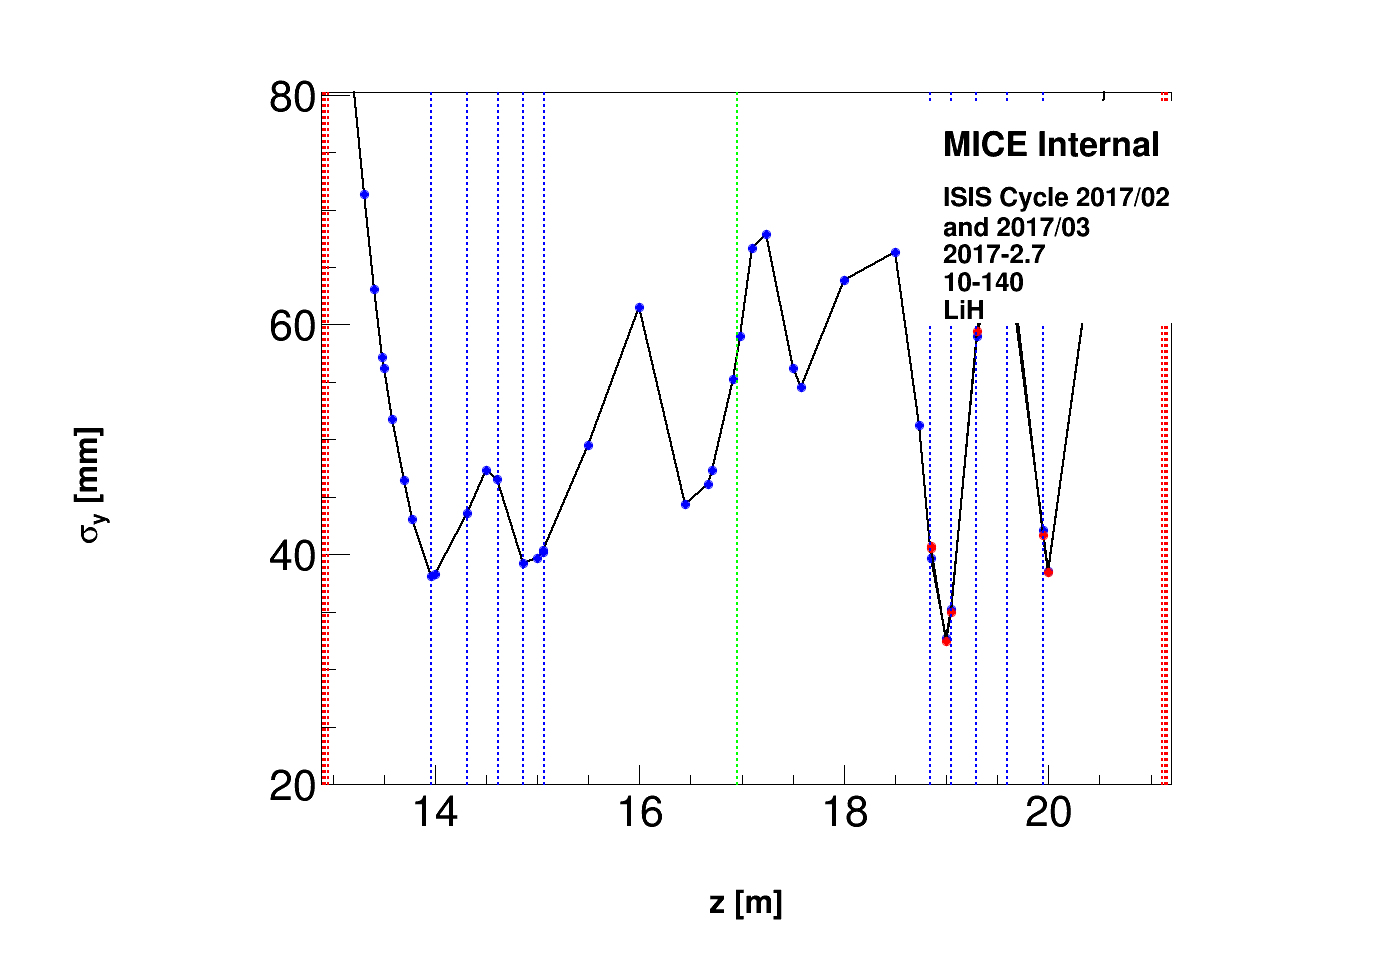 80
60
40
20
σy [mm]
MICE Internal
ISIS Cycle 2017/02
and 2017/03
2017-2.7
10-140
LiH
14 16 18 20
z [m]